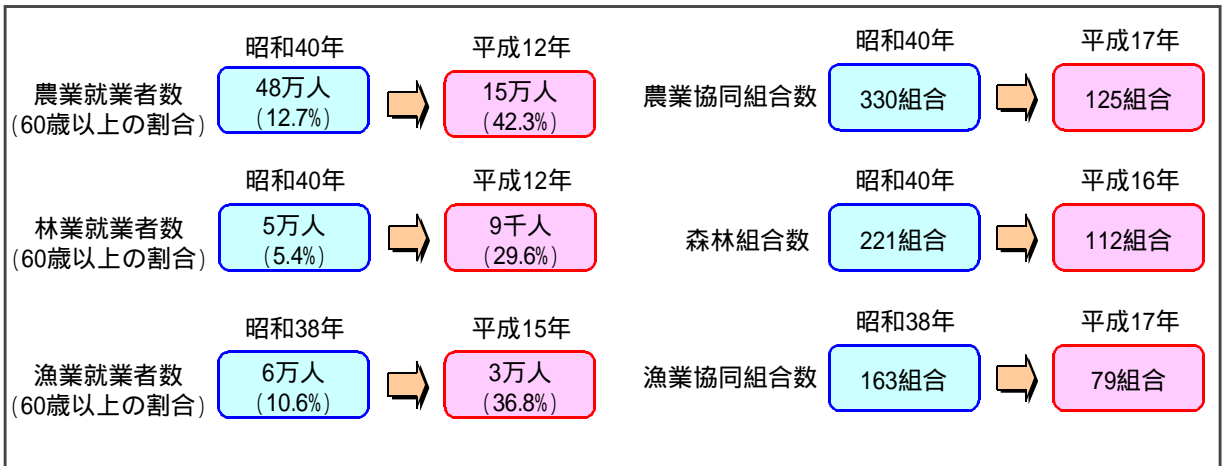 昭和40年 平成12年
農業就業者数
(60歳以上の割合)
48万人
(12.7%)
15万人
(42.3%)
昭和40年 平成12年
林業就業者数
(60歳以上の割合)
5万人
(5.4%)
9千人
(29.6%)
昭和38年 平成15年
漁業就業者数
(60歳以上の割合)
6万人
(10.6%)
3万人
(36.8%)
昭和40年 平成17年
農業協同組合数 330組合 125組合
昭和40年 平成16年
森林組合数 221組合 112組合
昭和38年 平成17年
漁業協同組合数 163組合 79組合